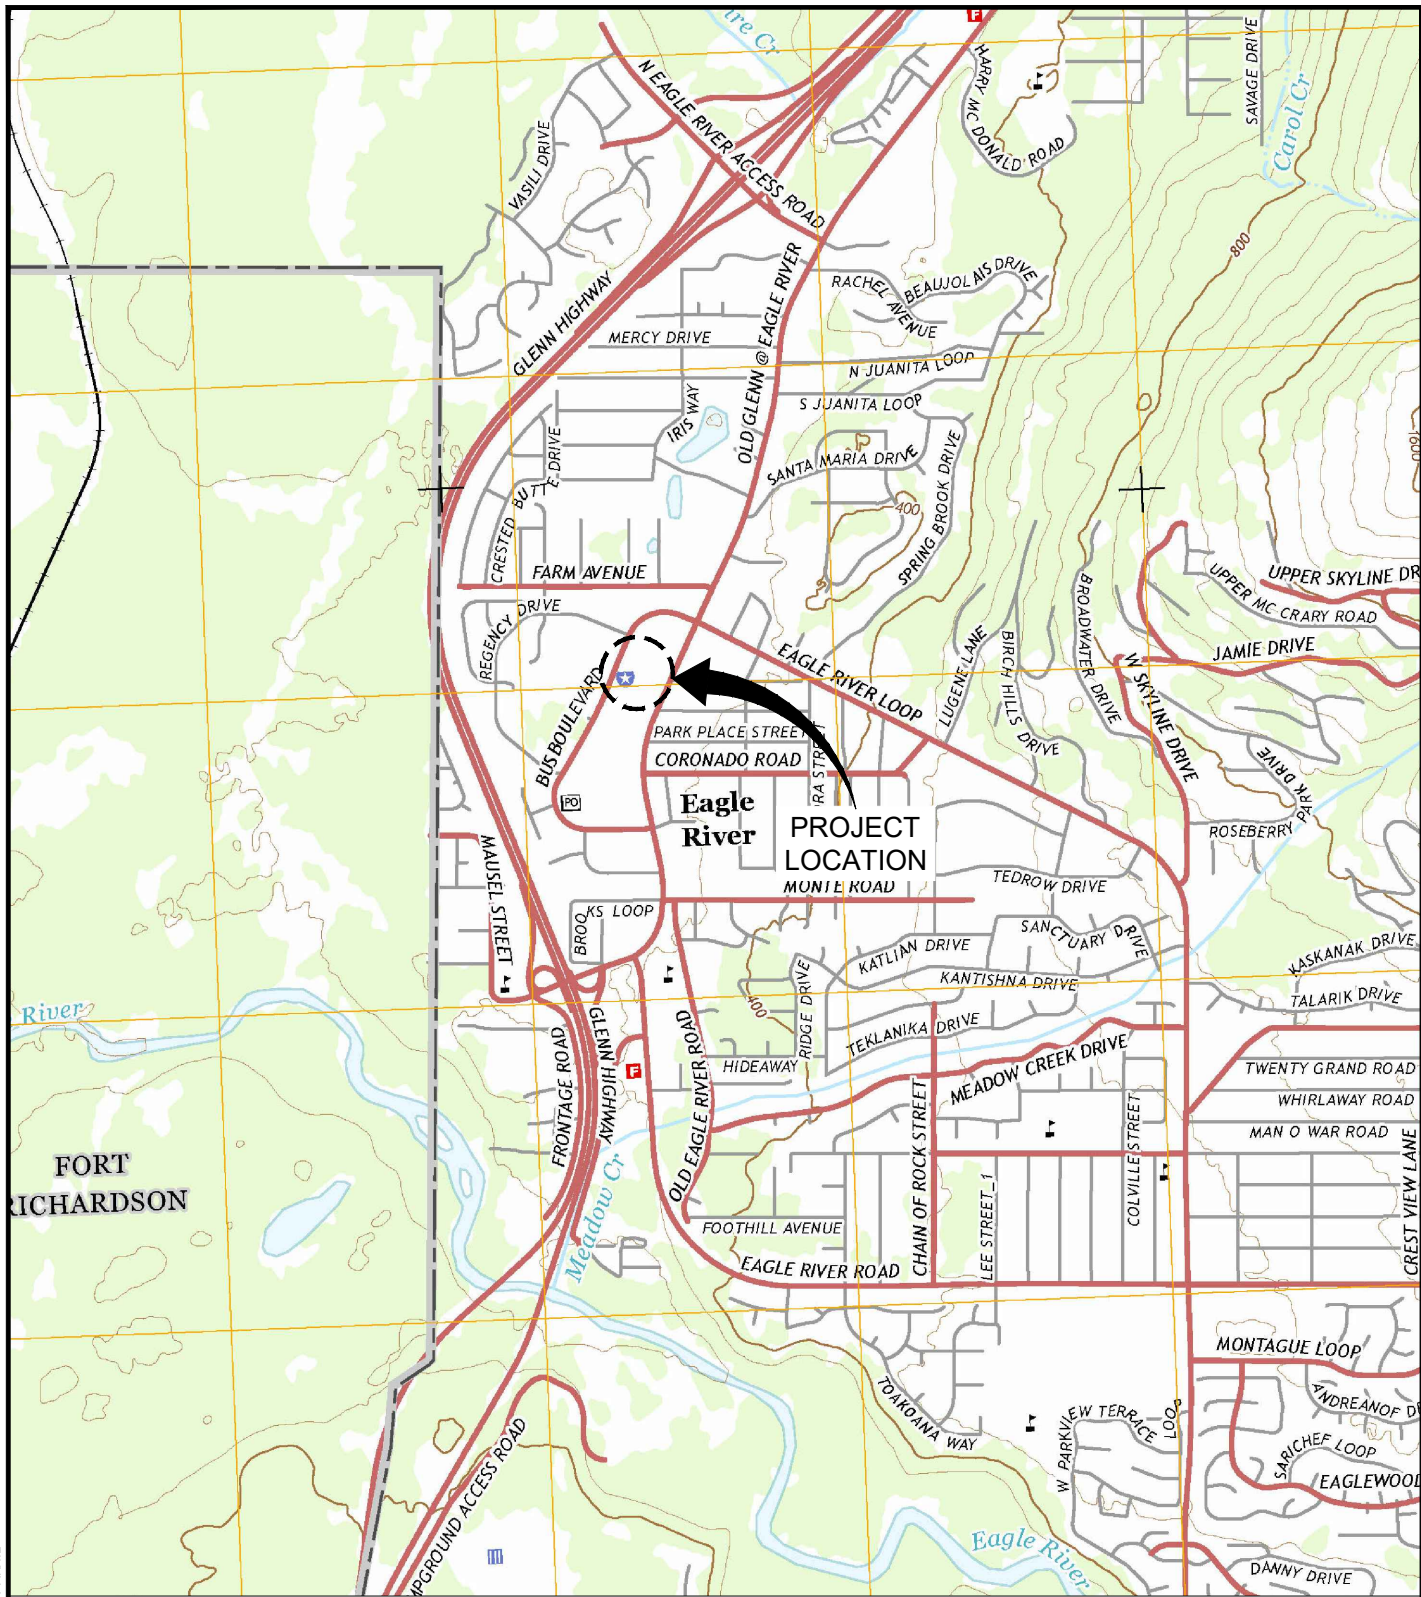 ire Cr
F
N EAGLE RIVER ACCESS ROAD
HARRY MC DONALD ROAD
SAVAGE DRIVE
Carol Cr
VASILI DRIVE
800
GLENN HIGHWAY
OLD GLENN @ EAGLE RIVER
RACHEL AVENUE
BEAUJOLAIS DRIVE
MERCY DRIVE
N JUANITA LOOP
S JUANITA LOOP
IRIS WAY
SANTA MARIA DRIVE
SPRING BROOK DRIVE
1600
CRESTED BUTTE DRIVE
400
FARM AVENUE
REGENCY DRIVE
BROADWATER DRIVE
UPPER SKYLINE DR
UPPER MC CRARY ROAD
JAMIE DRIVE
LUGENE LANE
BIRCH HILLS DRIVE
W SKYLINE DRIVE
EAGLE RIVER LOOP
BUSBOULEVARD
PARK PLACE STREET
CORONADO ROAD
RA STREET
PARK DRIVE
ROSEBERRY
PO
Eagle
River
PROJECT
LOCATION
MAUSEL STREET
MONTE ROAD
TEDROW DRIVE
BROOKS LOOP
SANCTUARY DRIVE
KATLIAN DRIVE
KANTISHNA DRIVE
KASKANAK DRIVE
TALARIK DRIVE
River
400
RIDGE DRIVE
HIDEAWAY
TEKLANIKA DRIVE
MEADOW CREEK DRIVE
FRONTAGE ROAD
GLENN HIGHWAY
F
OLD EAGLE RIVER ROAD
TWENTY GRAND ROAD
WHIRLAWAY ROAD
MAN O WAR ROAD
CHAIN OF ROCK STREET
LEE STREET_1
COLVILLE STREET
CREST VIEW LANE
FORT
RICHARDSON
Meadow Cr
FOOTHILL AVENUE
EAGLE RIVER ROAD
MONTAGUE LOOP
TOAKOANA WAY
W PARKVIEW TERRACE LOOP
ANDREANOF D
SARICHEF LOOP
EAGLEWOOD
MPGROUND ACCESS ROAD
Eagle River
DANNY DRIVE